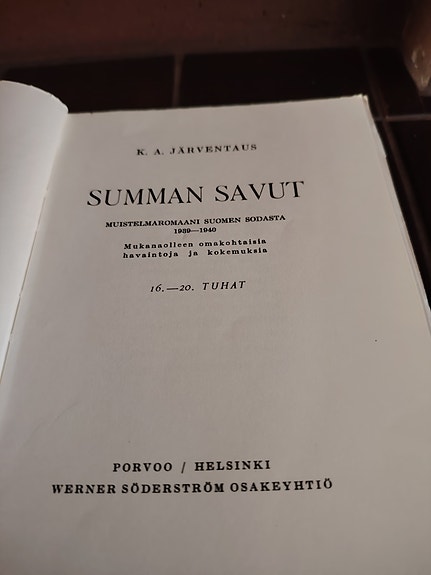 K. A. JÄRVENTAUS
SUMMAN SAVUT
MUISTELMAROMAANI SUOMEN SODASTA
1939—1940
Mukanaolleen omakohtaisia
havaintoja ja kokemuksia
16.—20. TUHAT
PORVOO / HELSINKI
WERNER SÖDERSTRÖM OSAKEYHTIÖ